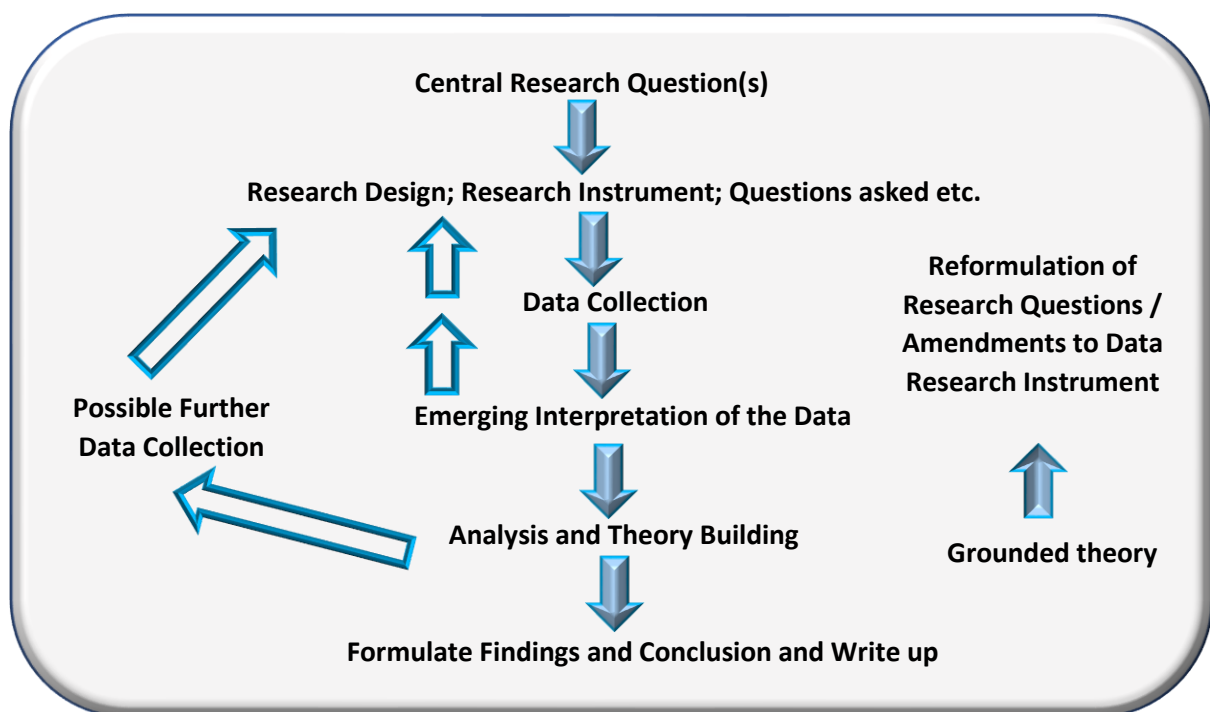 Central Research Question(s)
Research Design; Research Instrument; Questions asked etc.
Data Collection
Reformulation of
Research Questions /
Amendments to Data
Research Instrument
Possible Further
Data Collection
Emerging Interpretation of the Data
Analysis and Theory Building
Grounded theory
Formulate Findings and Conclusion and Write up